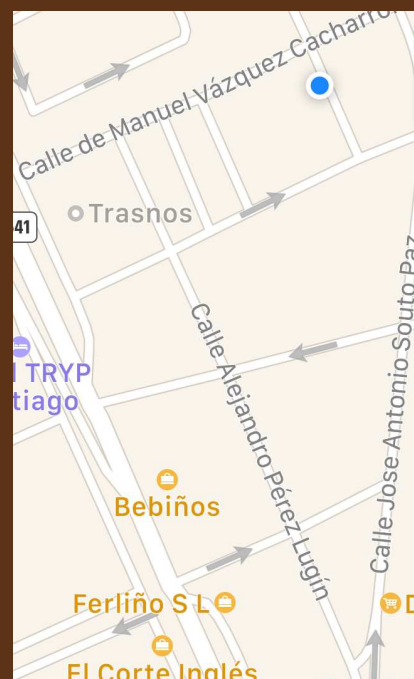 Calle de Manuel Vázquez Cacharro
Trasnos
41
TRYP
tiago
Calle Alejandro Pérez Lugín
Calle Jose Antonio Souto Paz
Bebiños
Ferliño S L
D
El Corte Inglés